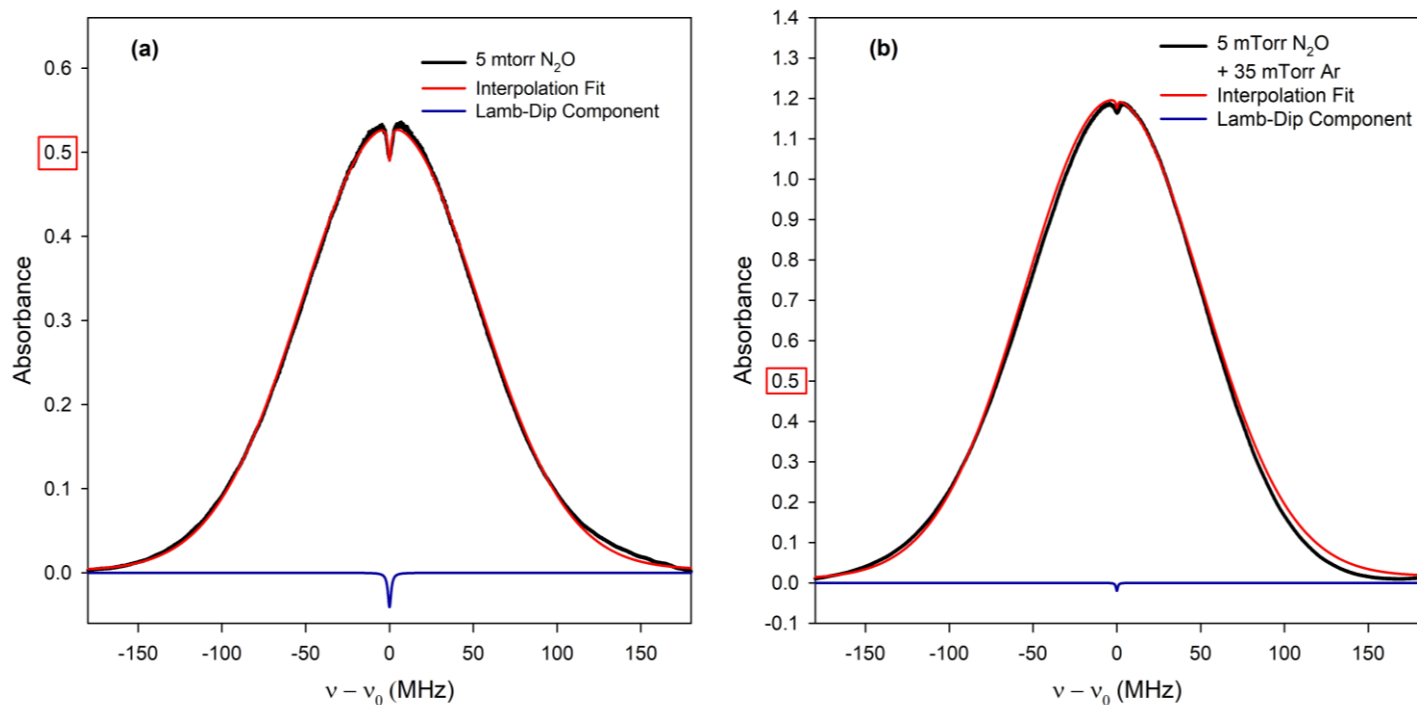 (a)
5 mtorr N₂O
Interpolation Fit
Lamb-Dip Component
0.6
0.5
0.4
0.3
0.2
0.1
0.0
Absorbance
-150 -100 -50 0 50 100 150
ν – ν₀ (MHz)
(b)
5 mTorr N₂O
+ 35 mTorr Ar
Interpolation Fit
Lamb-Dip Component
1.4
1.3
1.2
1.1
1.0
0.9
0.8
0.7
0.6
0.5
0.4
0.3
0.2
0.1
0.0
-0.1
Absorbance
-150 -100 -50 0 50 100 150
ν – ν₀ (MHz)